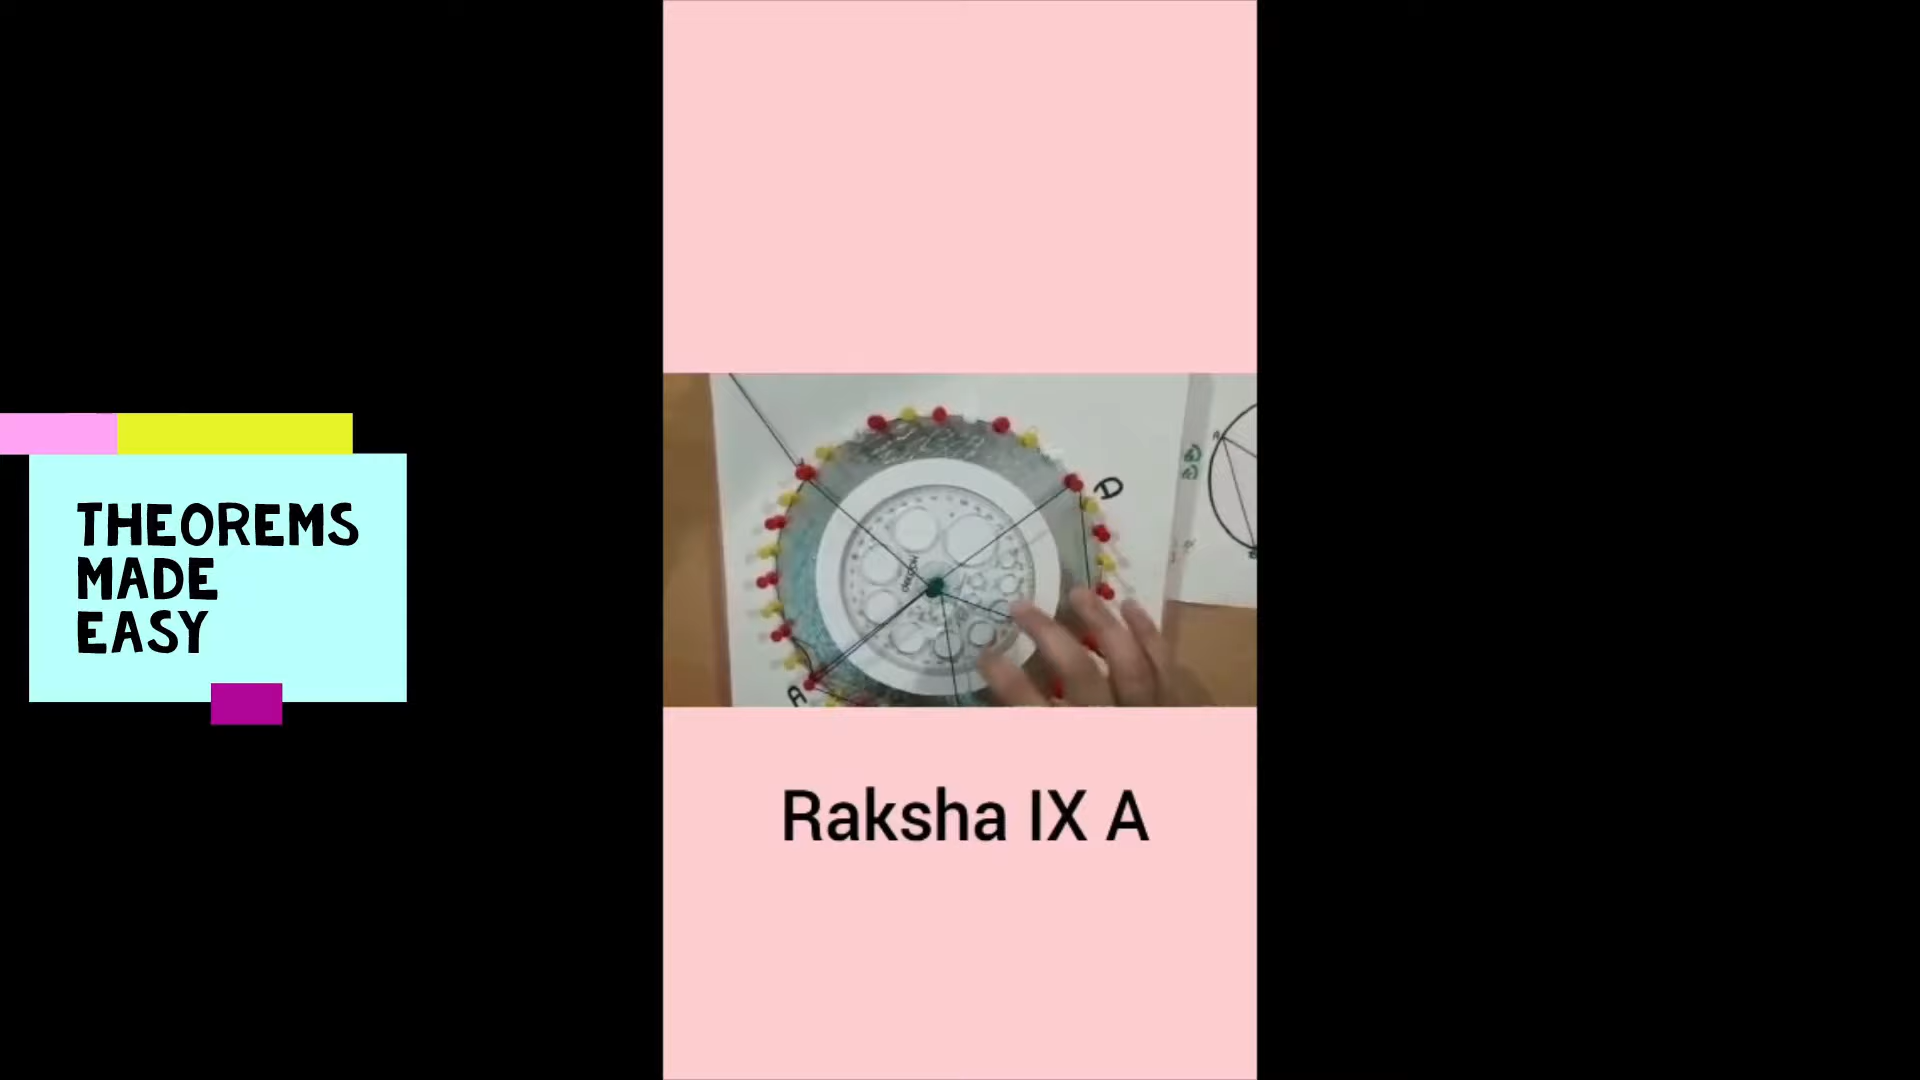 THEOREMS
MADE
EASY
D
A
A
Raksha IX A